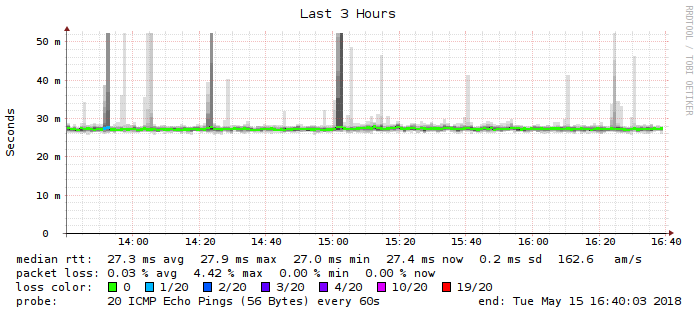 Last 3 Hours
RRDTOOL / TOBI OETIKER
Seconds
50 m
40 m
30 m
20 m
10 m
0
14:00 14:20 14:40 15:00 15:20 15:40 16:00 16:20 16:40
median rtt: 27.3 ms avg 27.9 ms max 27.0 ms min 27.4 ms now 0.2 ms sd 162.6 am/s
packet loss: 0.03 % avg 4.42 % max 0.00 % min 0.00 % now
loss color: 0 1/20 2/20 3/20 4/20 10/20 19/20
probe: 20 ICMP Echo Pings (56 Bytes) every 60s end: Tue May 15 16:40:03 2018